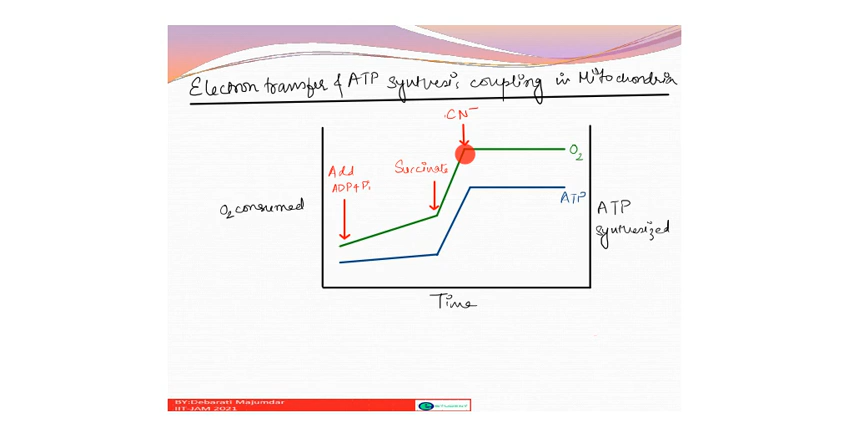 Electron transfer & ATP synthesis coupling in Mitochondria
CN⁻
Add
ADP+Pi
Succinate
O₂
ATP
O₂ consumed
ATP
synthesized
Time
BY:Debarati Majumdar
IIT-JAM 2021